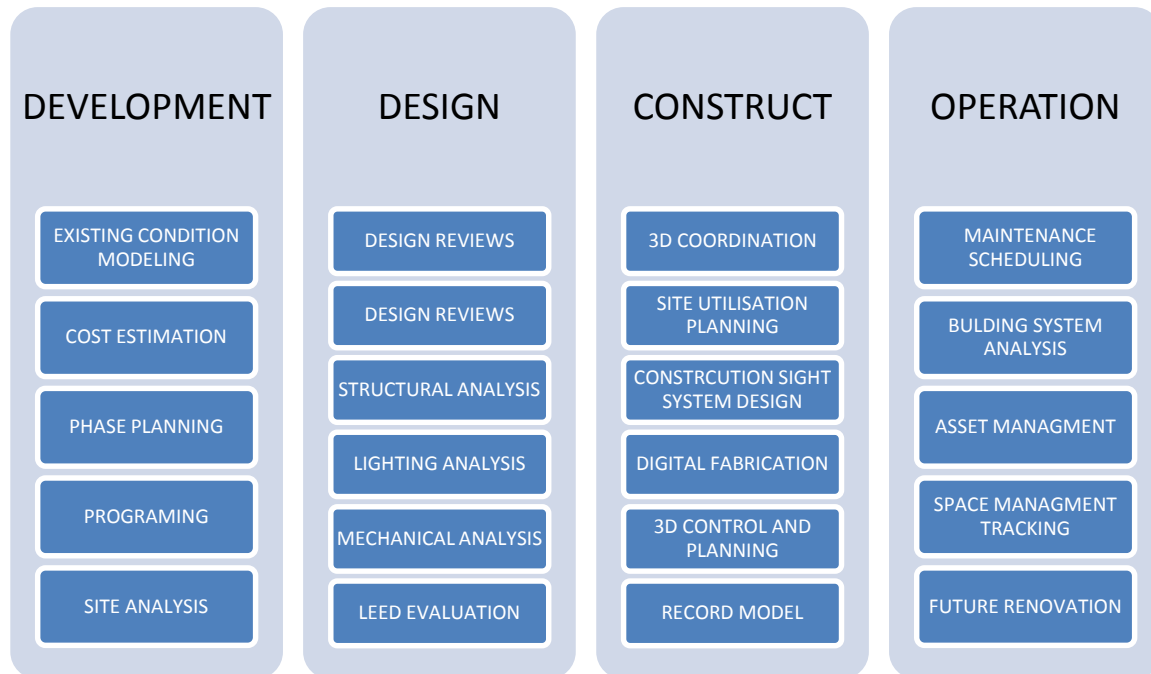 DEVELOPMENT
EXISTING CONDITION
MODELING
COST ESTIMATION
PHASE PLANNING
PROGRAMING
SITE ANALYSIS
DESIGN
DESIGN REVIEWS
DESIGN REVIEWS
STRUCTURAL ANALYSIS
LIGHTING ANALYSIS
MECHANICAL ANALYSIS
LEED EVALUATION
CONSTRUCT
3D COORDINATION
SITE UTILISATION
PLANNING
CONSTRCUTION SIGHT
SYSTEM DESIGN
DIGITAL FABRICATION
3D CONTROL AND
PLANNING
RECORD MODEL
OPERATION
MAINTENANCE
SCHEDULING
BULDING SYSTEM
ANALYSIS
ASSET MANAGMENT
SPACE MANAGMENT
TRACKING
FUTURE RENOVATION